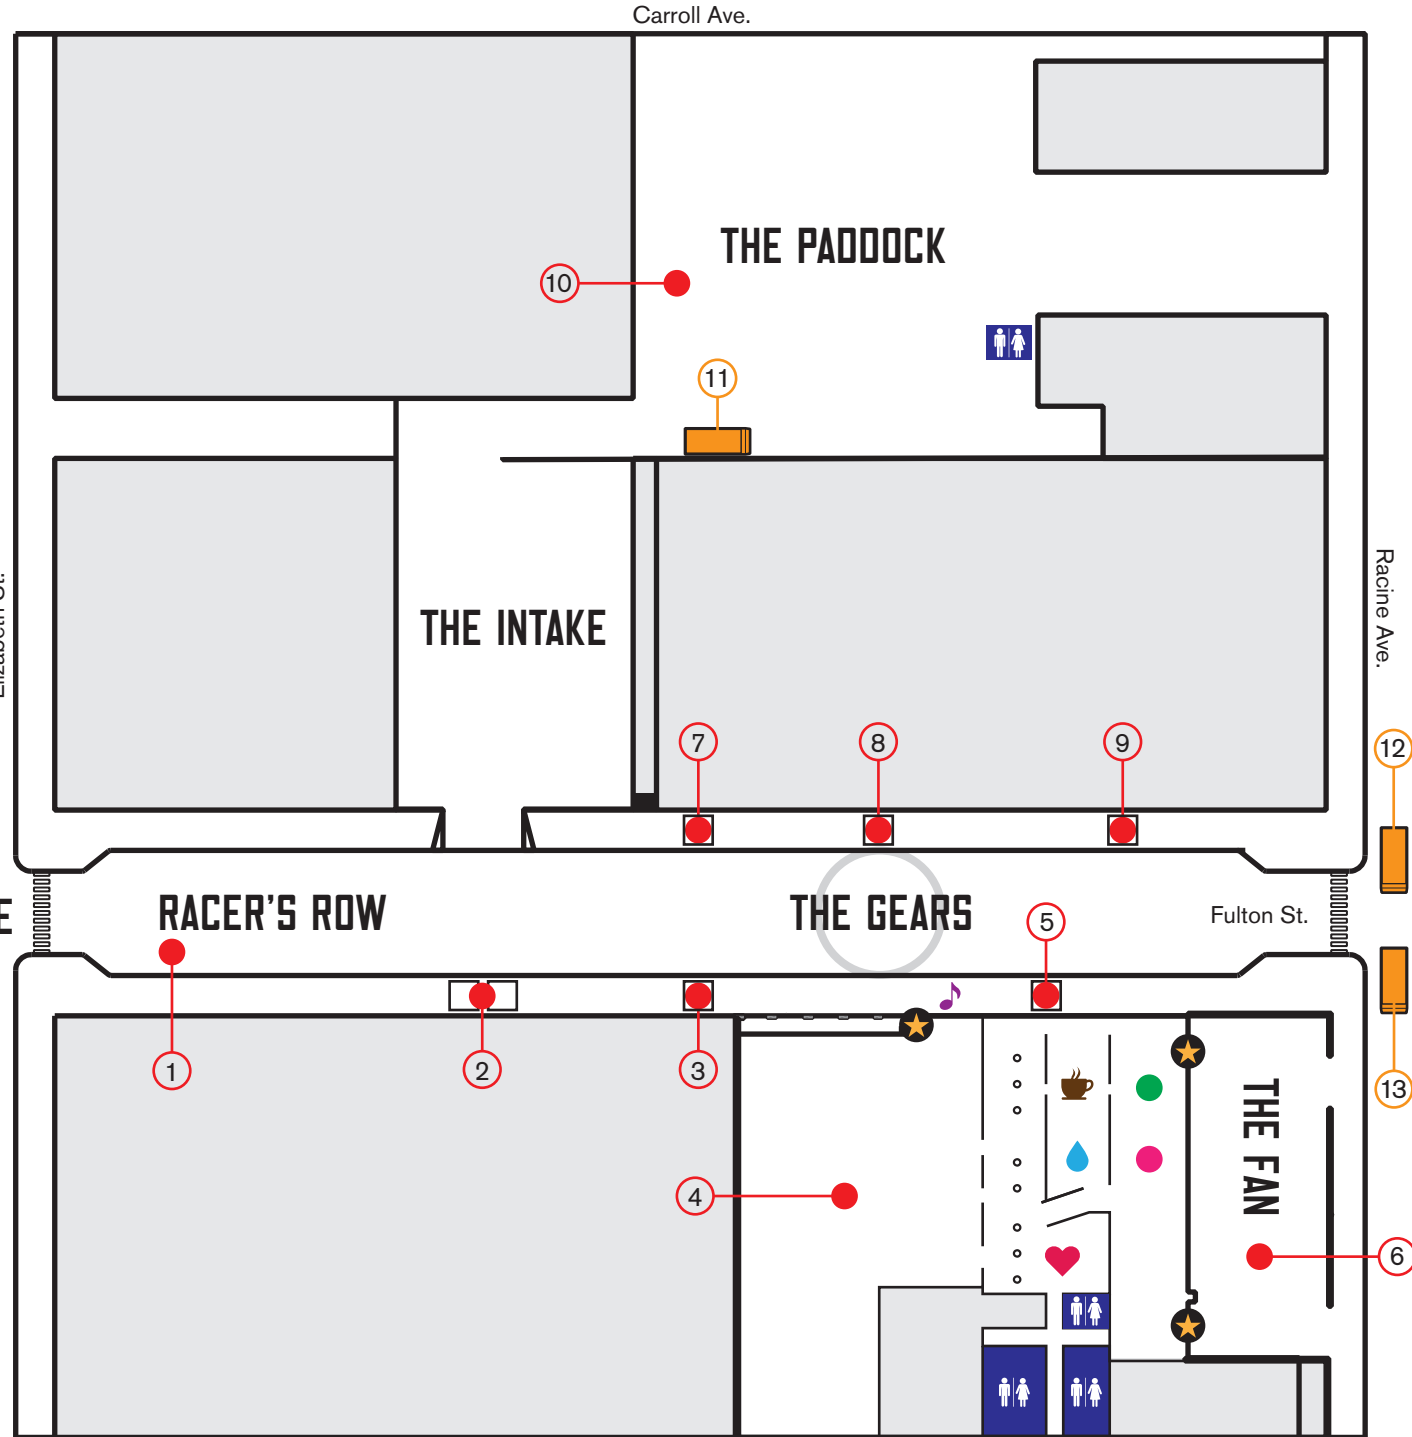 Carroll Ave.
THE PADDOCK
10
11
Racine Ave.
THE INTAKE
7
8
9
12
RACER'S ROW
THE GEARS
5
Fulton St.
1
2
3
13
THE FAN
4
6